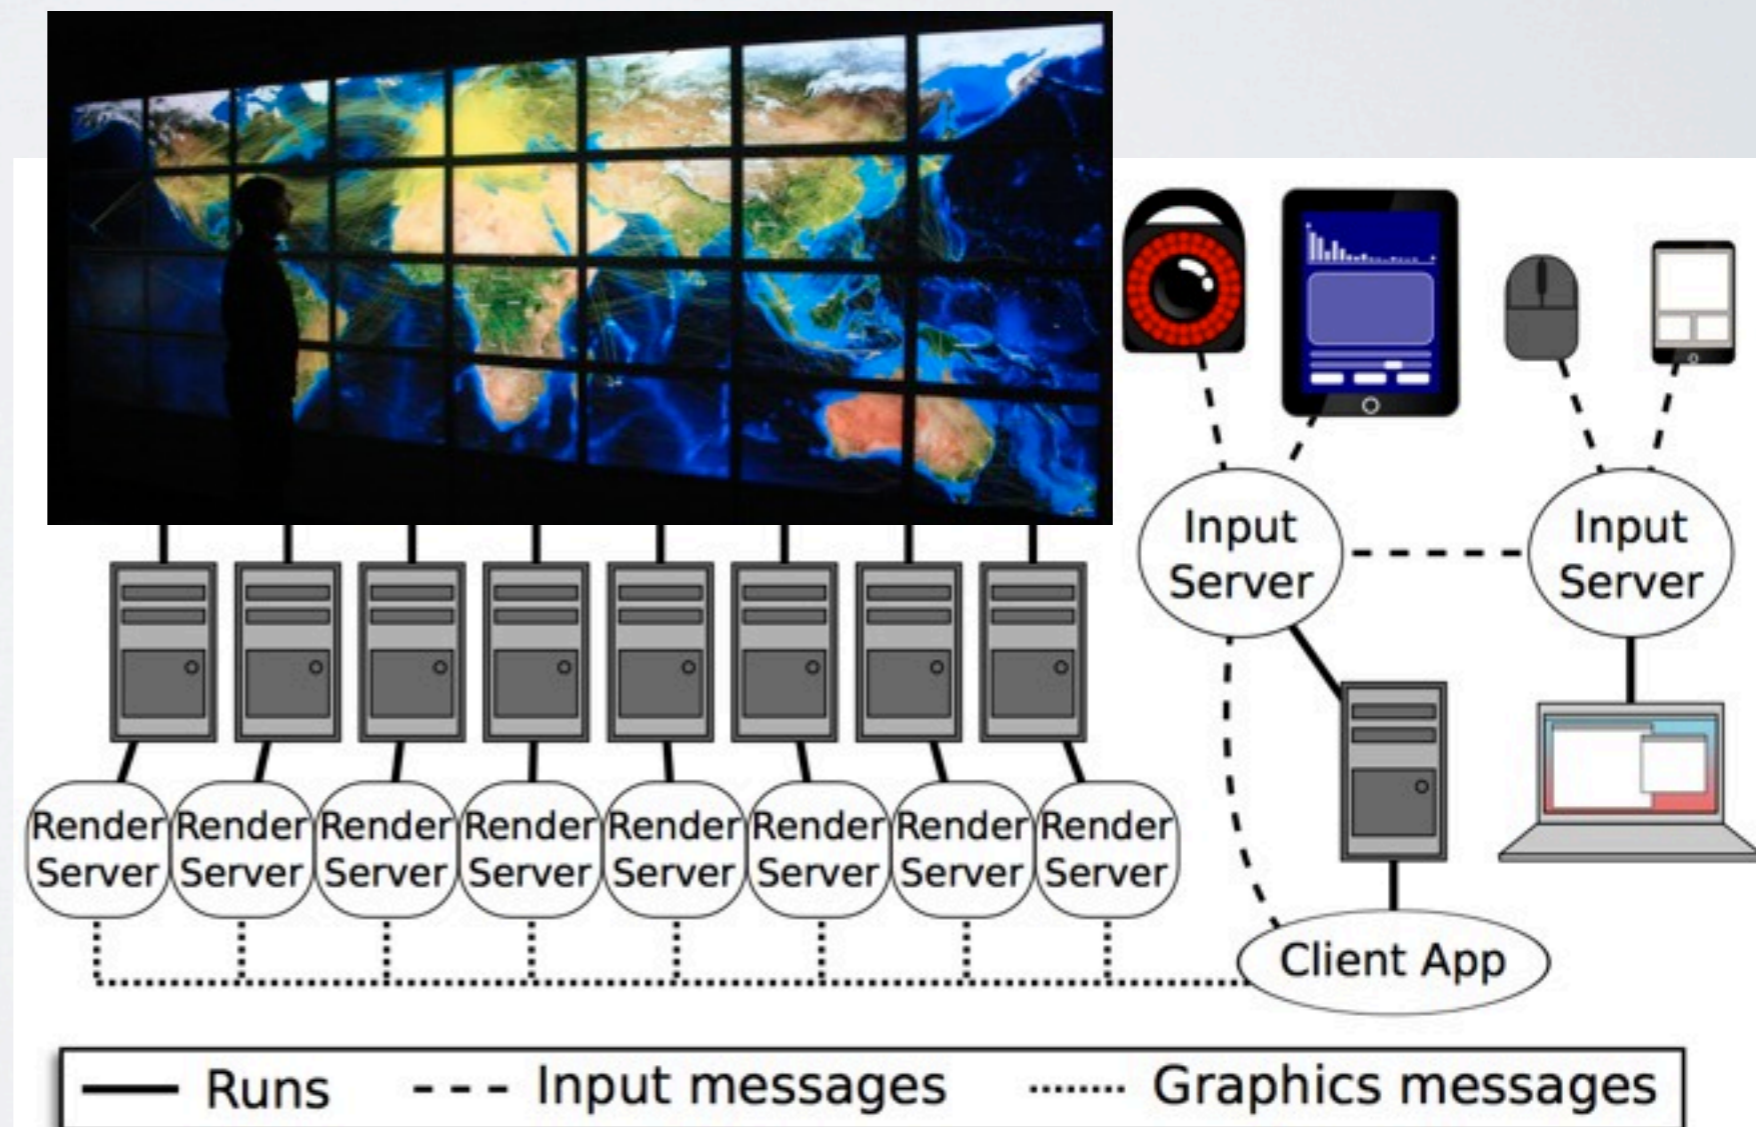 Input
Server
Input
Server
Render
Server
Render
Server
Render
Server
Render
Server
Render
Server
Render
Server
Render
Server
Render
Server
Client App
Runs
Input messages
Graphics messages